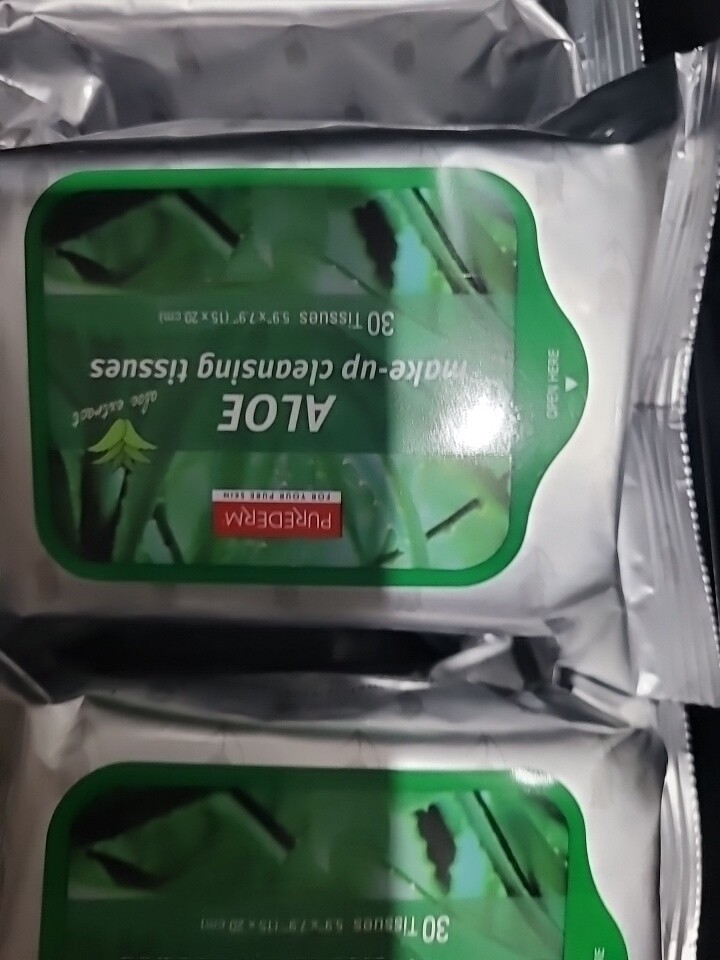 PUREDERM
FOR YOUR PURE SKIN
ALOE
aloe extract
make-up cleansing tissues
30 Tissues 5.9"x7.9" (15 x 20 cm)
OPEN HERE
30 Tissues 5.9"x7.9" (15 x 20 cm)